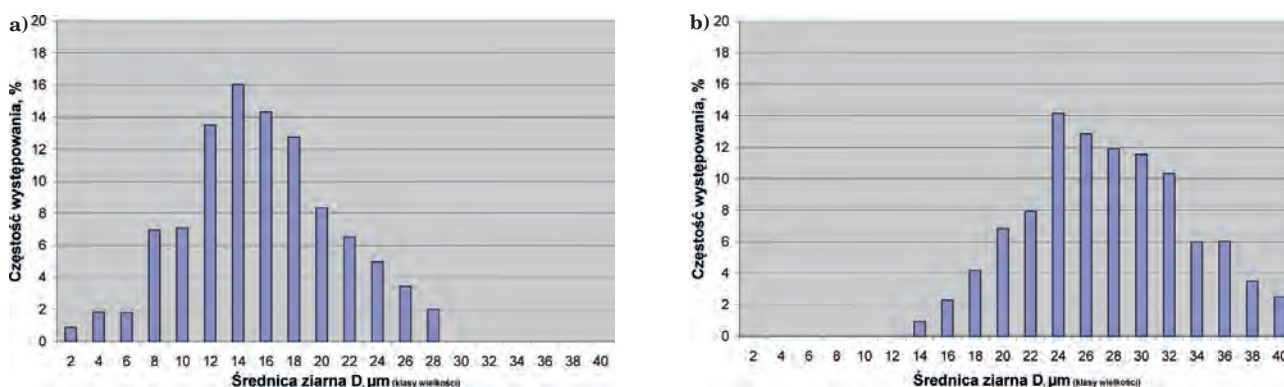 a)
20
18
16
14
12
10
8
6
4
2
0
Częstość występowania, %
2 4 6 8 10 12 14 16 18 20 22 24 26 28 30 32 34 36 38 40
Średnica ziarna D, µm (klasy wielkości)
b)
20
18
16
14
12
10
8
6
4
2
0
Częstość występowania, %
2 4 6 8 10 12 14 16 18 20 22 24 26 28 30 32 34 36 38 40
Średnica ziarna D, µm (klasy wielkości)